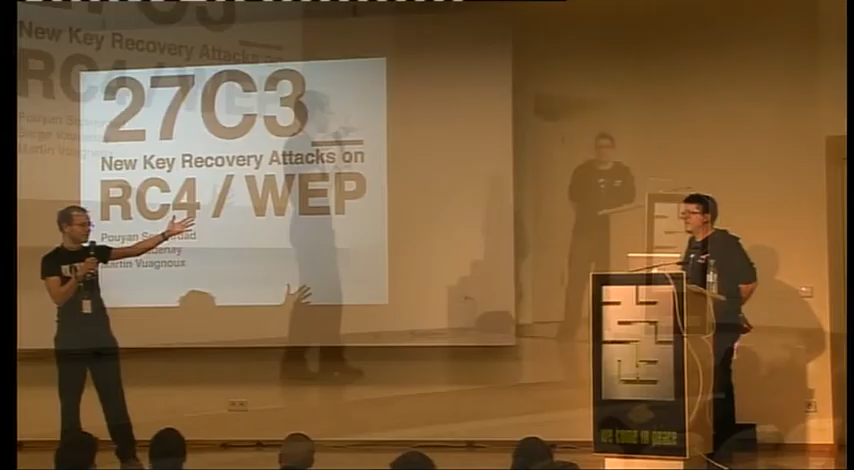 27C3
New Key Recovery Attacks on
RC4 / WEP
Pouyan
Martin Vuagnoux
we come in peace